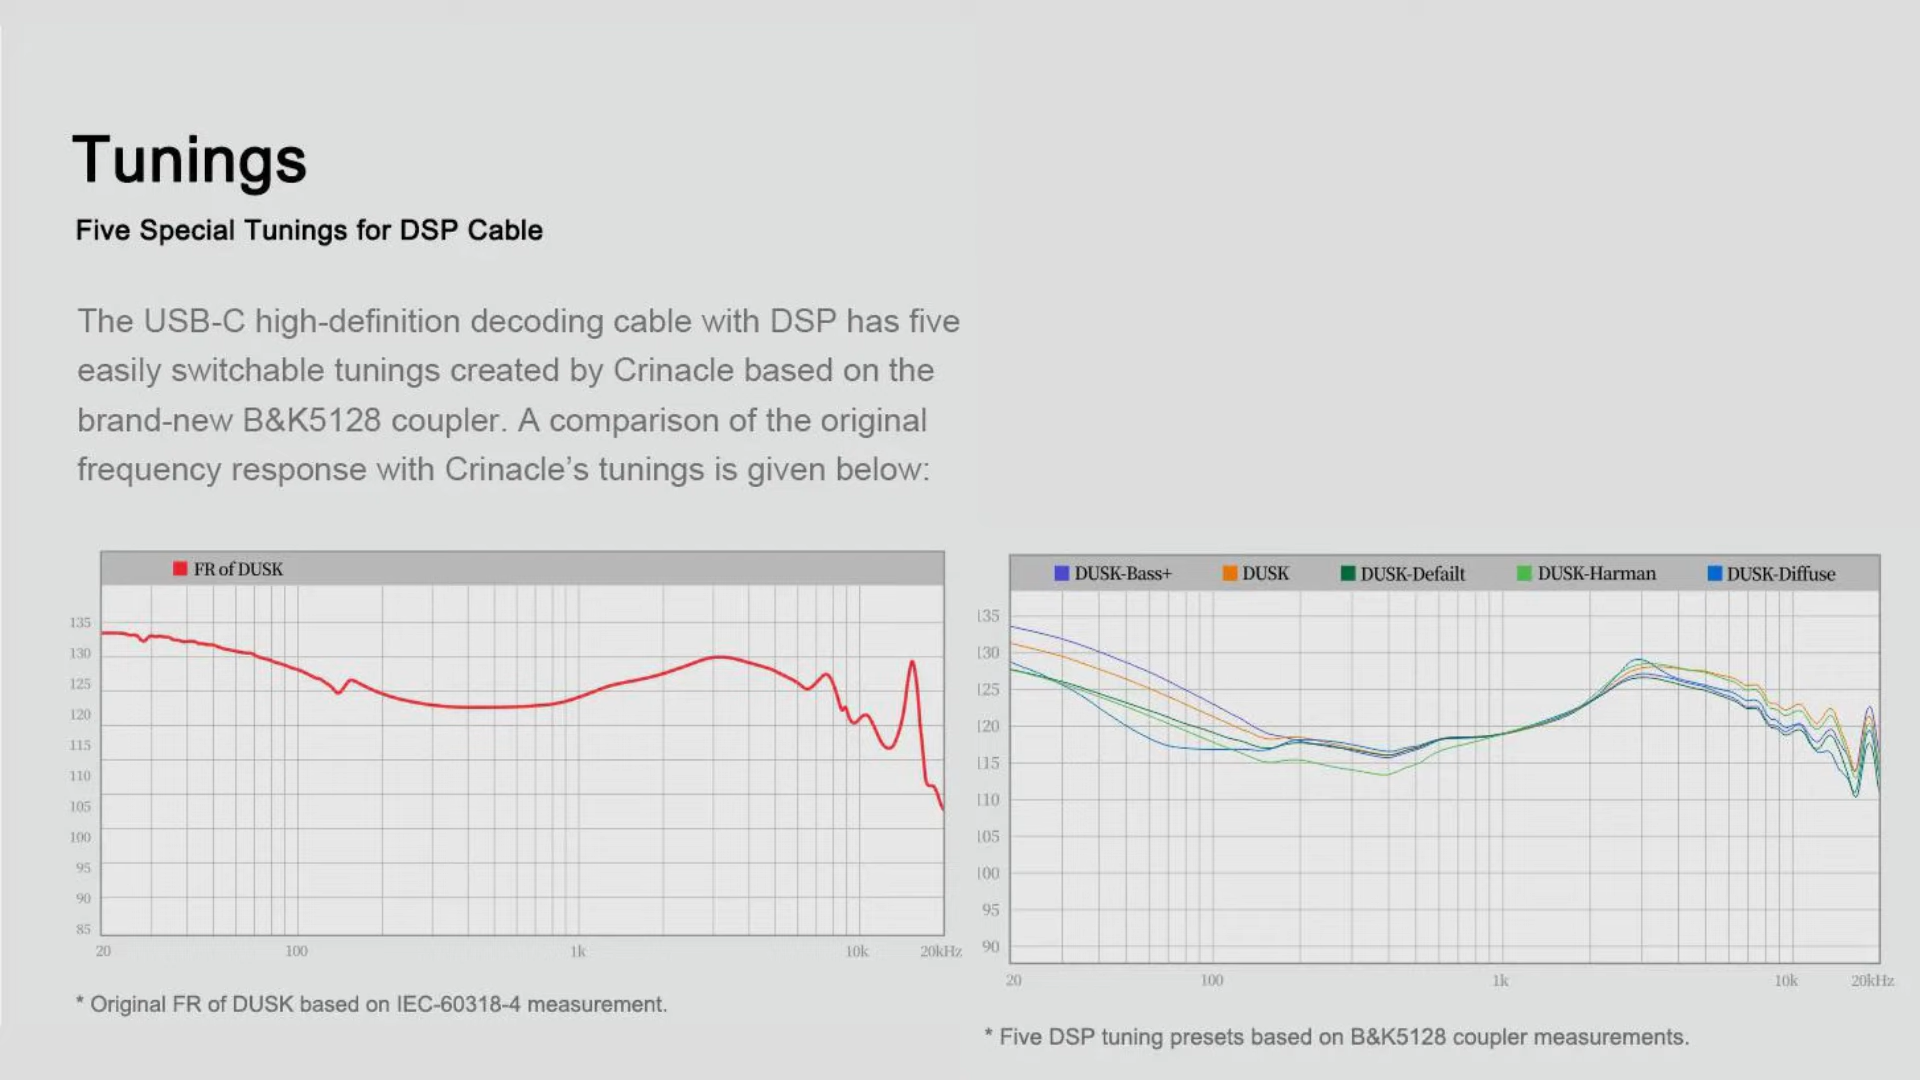 Tunings
Five Special Tunings for DSP Cable
The USB-C high-definition decoding cable with DSP has five
easily switchable tunings created by Crinacle based on the
brand-new B&K5128 coupler. A comparison of the original
frequency response with Crinacle’s tunings is given below:
FR of DUSK
135
130
125
120
115
110
105
100
95
90
85
20 100 1k 10k 20kHz
* Original FR of DUSK based on IEC-60318-4 measurement.
DUSK-Bass+ DUSK DUSK-Defailt DUSK-Harman DUSK-Diffuse
135
130
125
120
115
110
105
100
95
90
20 100 1k 10k 20kHz
* Five DSP tuning presets based on B&K5128 coupler measurements.